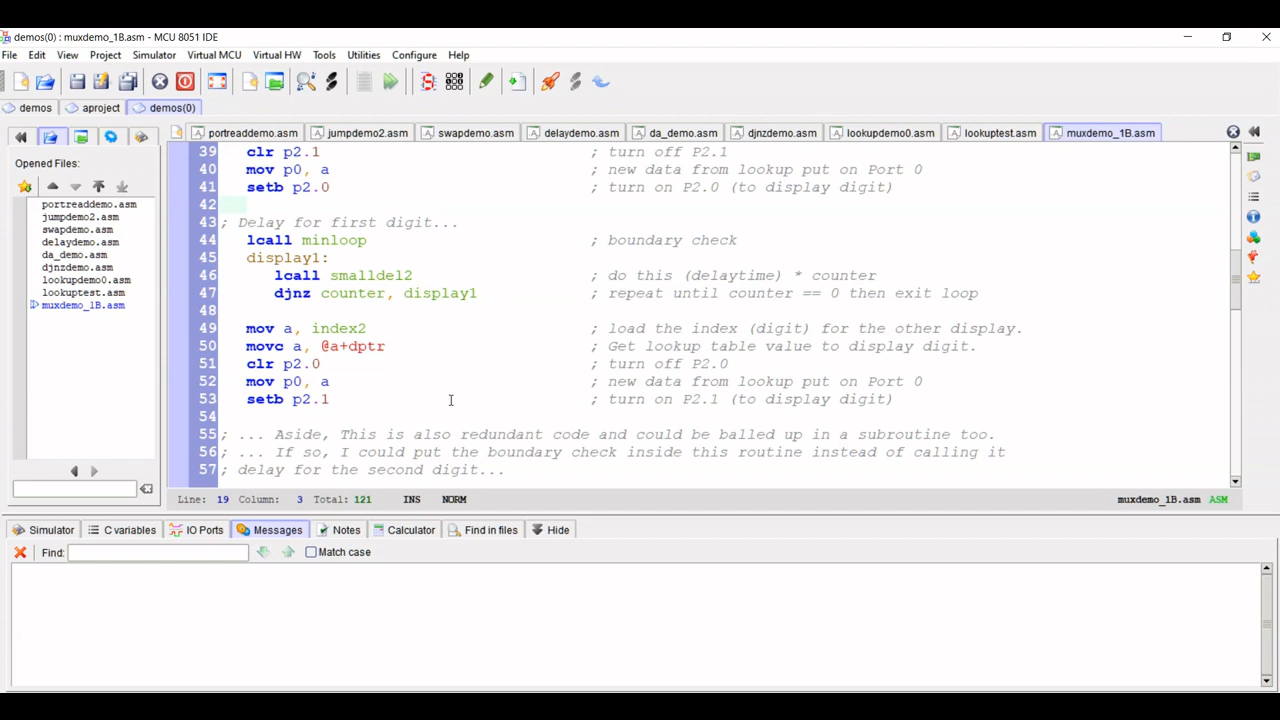 demos(0) : muxdemo_1B.asm - MCU 8051 IDE
File Edit View Project Simulator Virtual MCU Virtual HW Tools Utilities Configure Help
demos aproject demos(0)
portreaddemo.asm jumpdemo2.asm swapdemo.asm delaydemo.asm da_demo.asm djnzdemo.asm lookupdemo0.asm lookuptest.asm muxdemo_1B.asm
Opened Files:
portreaddemo.asm
jumpdemo2.asm
swapdemo.asm
delaydemo.asm
da_demo.asm
djnzdemo.asm
lookupdemo0.asm
lookuptest.asm
muxdemo_1B.asm
39 clr p2.1 ; turn off P2.1
40 mov p0, a ; new data from lookup put on Port 0
41 setb p2.0 ; turn on P2.0 (to display digit)
42
43 ; Delay for first digit...
44 lcall minloop ; boundary check
45 display1:
46 lcall smalldel2 ; do this (delaytime) * counter
47 djnz counter, display1 ; repeat until counter == 0 then exit loop
48
49 mov a, index2 ; load the index (digit) for the other display.
50 movc a, @a+dptr ; Get lookup table value to display digit.
51 clr p2.0 ; turn off P2.0
52 mov p0, a ; new data from lookup put on Port 0
53 setb p2.1 ; turn on P2.1 (to display digit)
54
55 ; ... Aside, This is also redundant code and could be balled up in a subroutine too.
56 ; ... If so, I could put the boundary check inside this routine instead of calling it
57 ; delay for the second digit...
Line: 19 Column: 3 Total: 121 INS NORM muxdemo_1B.asm ASM
Simulator C variables IO Ports Messages Notes Calculator Find in files Hide
Find: Match case